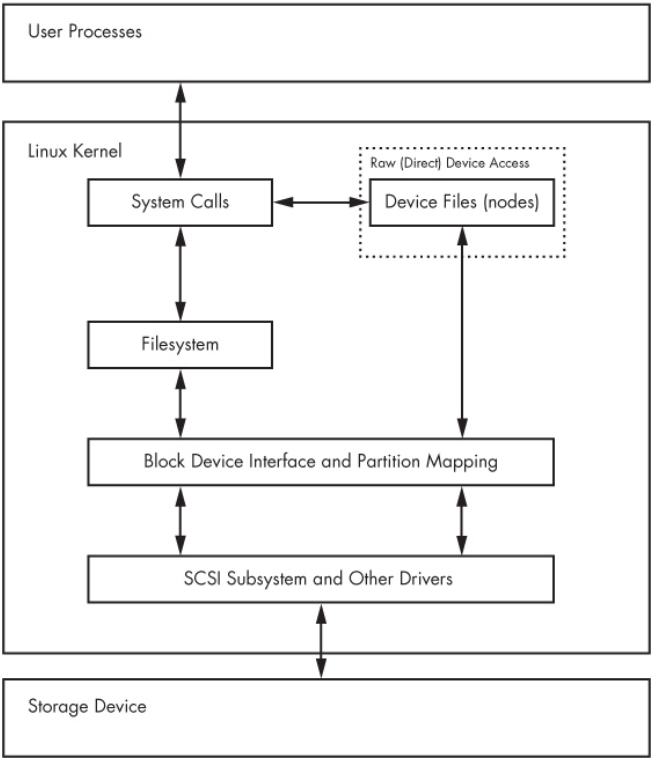 User Processes
Linux Kernel
Raw (Direct) Device Access
System Calls
Device Files (nodes)
Filesystem
Block Device Interface and Partition Mapping
SCSI Subsystem and Other Drivers
Storage Device